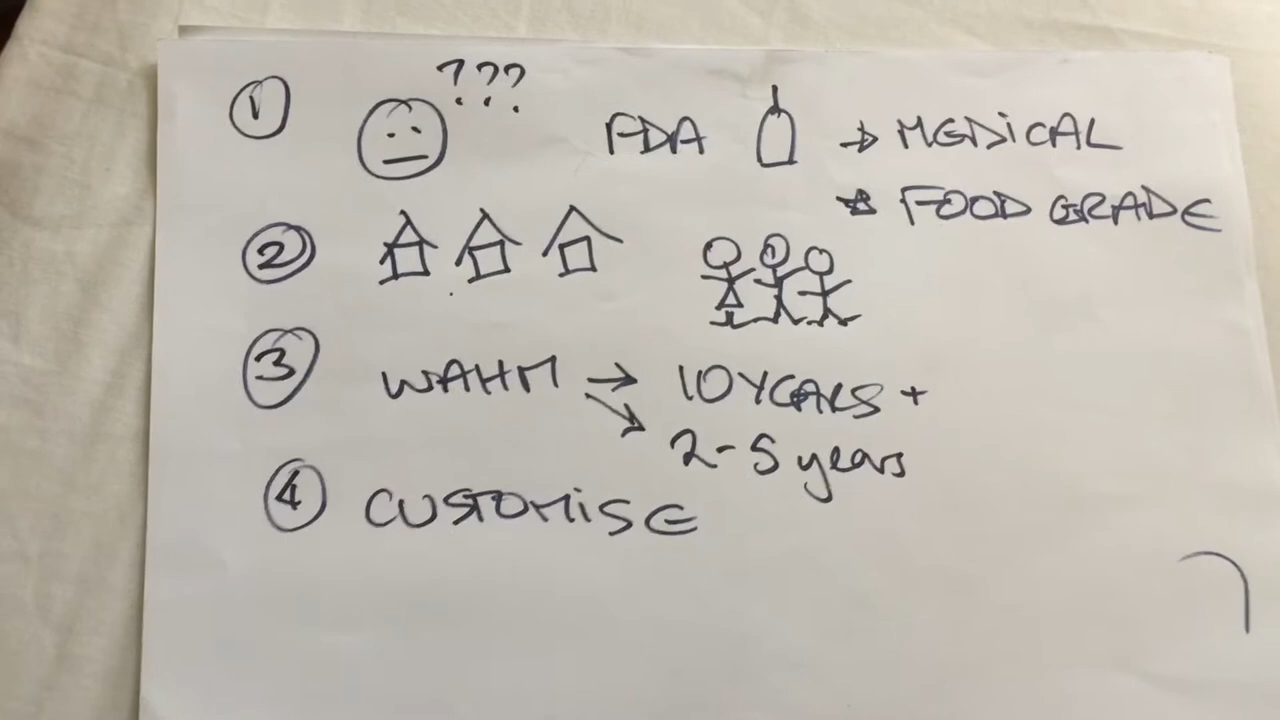 1 ??? FDA → MEDICAL
FOOD GRADE
2
3 WAHM → 10 YEARS +
2-5 years
4 CUSTOMISE